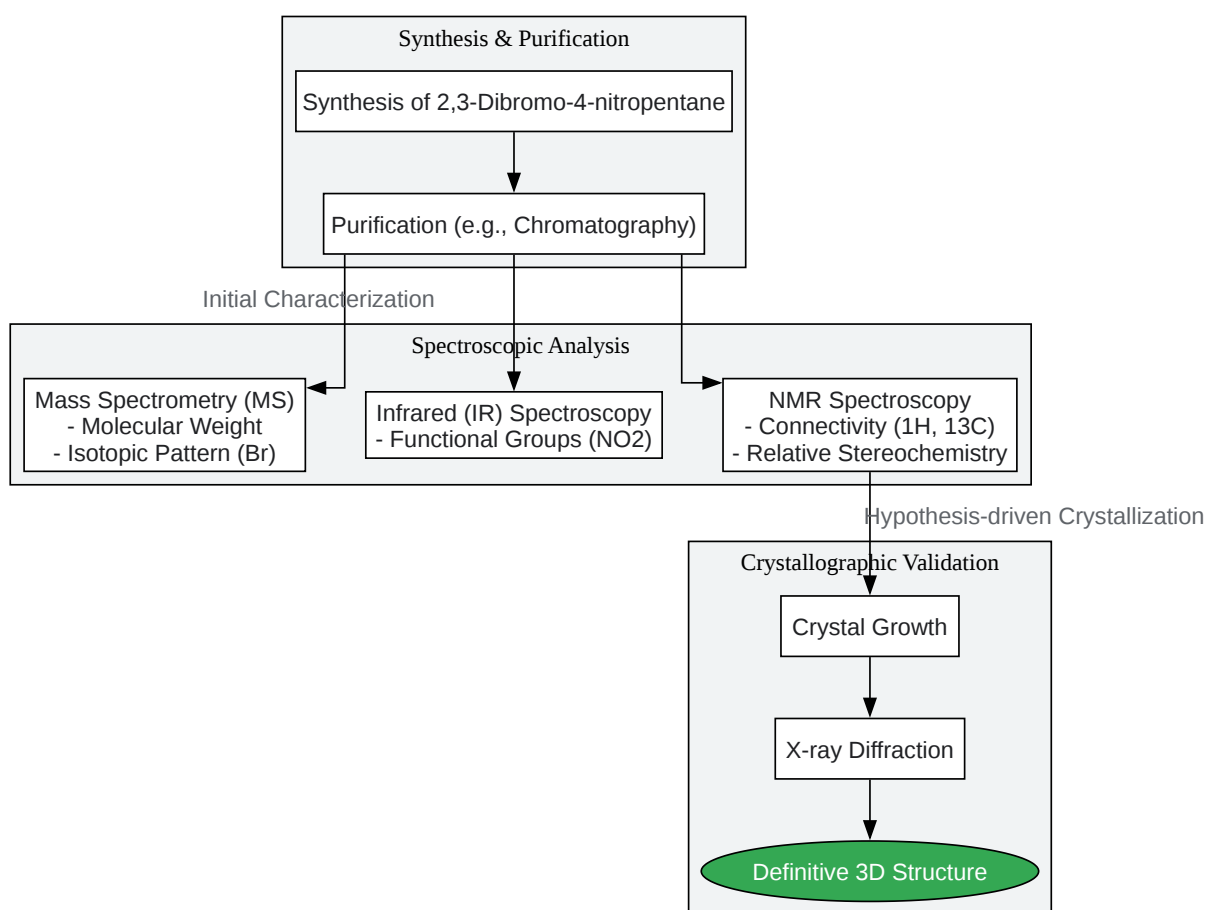 Synthesis & Purification
Synthesis of 2,3-Dibromo-4-nitropentane
Purification (e.g., Chromatography)
Initial Characterization
Spectroscopic Analysis
Mass Spectrometry (MS)
- Molecular Weight
- Isotopic Pattern (Br)
Infrared (IR) Spectroscopy
- Functional Groups (NO2)
NMR Spectroscopy
- Connectivity (1H, 13C)
- Relative Stereochemistry
Hypothesis-driven Crystallization
Crystallographic Validation
Crystal Growth
X-ray Diffraction
Definitive 3D Structure